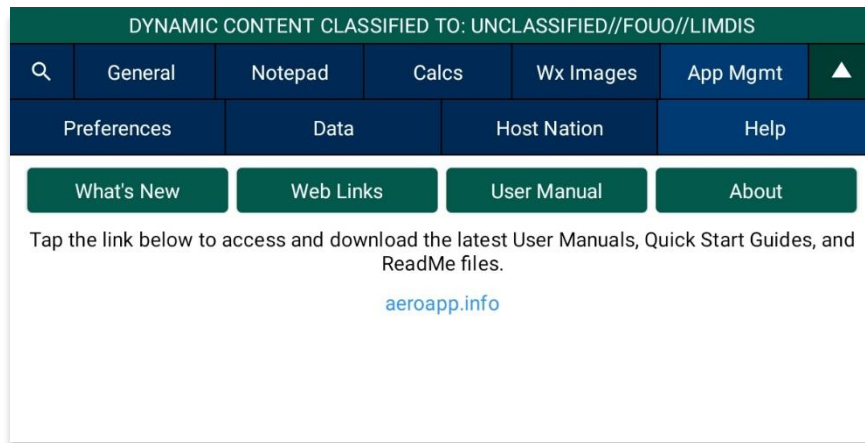 DYNAMIC CONTENT CLASSIFIED TO: UNCLASSIFIED//FOUO//LIMDIS
General Notepad Calcs Wx Images App Mgmt
Preferences Data Host Nation Help
What's New Web Links User Manual About
Tap the link below to access and download the latest User Manuals, Quick Start Guides, and
ReadMe files.
aeroapp.info